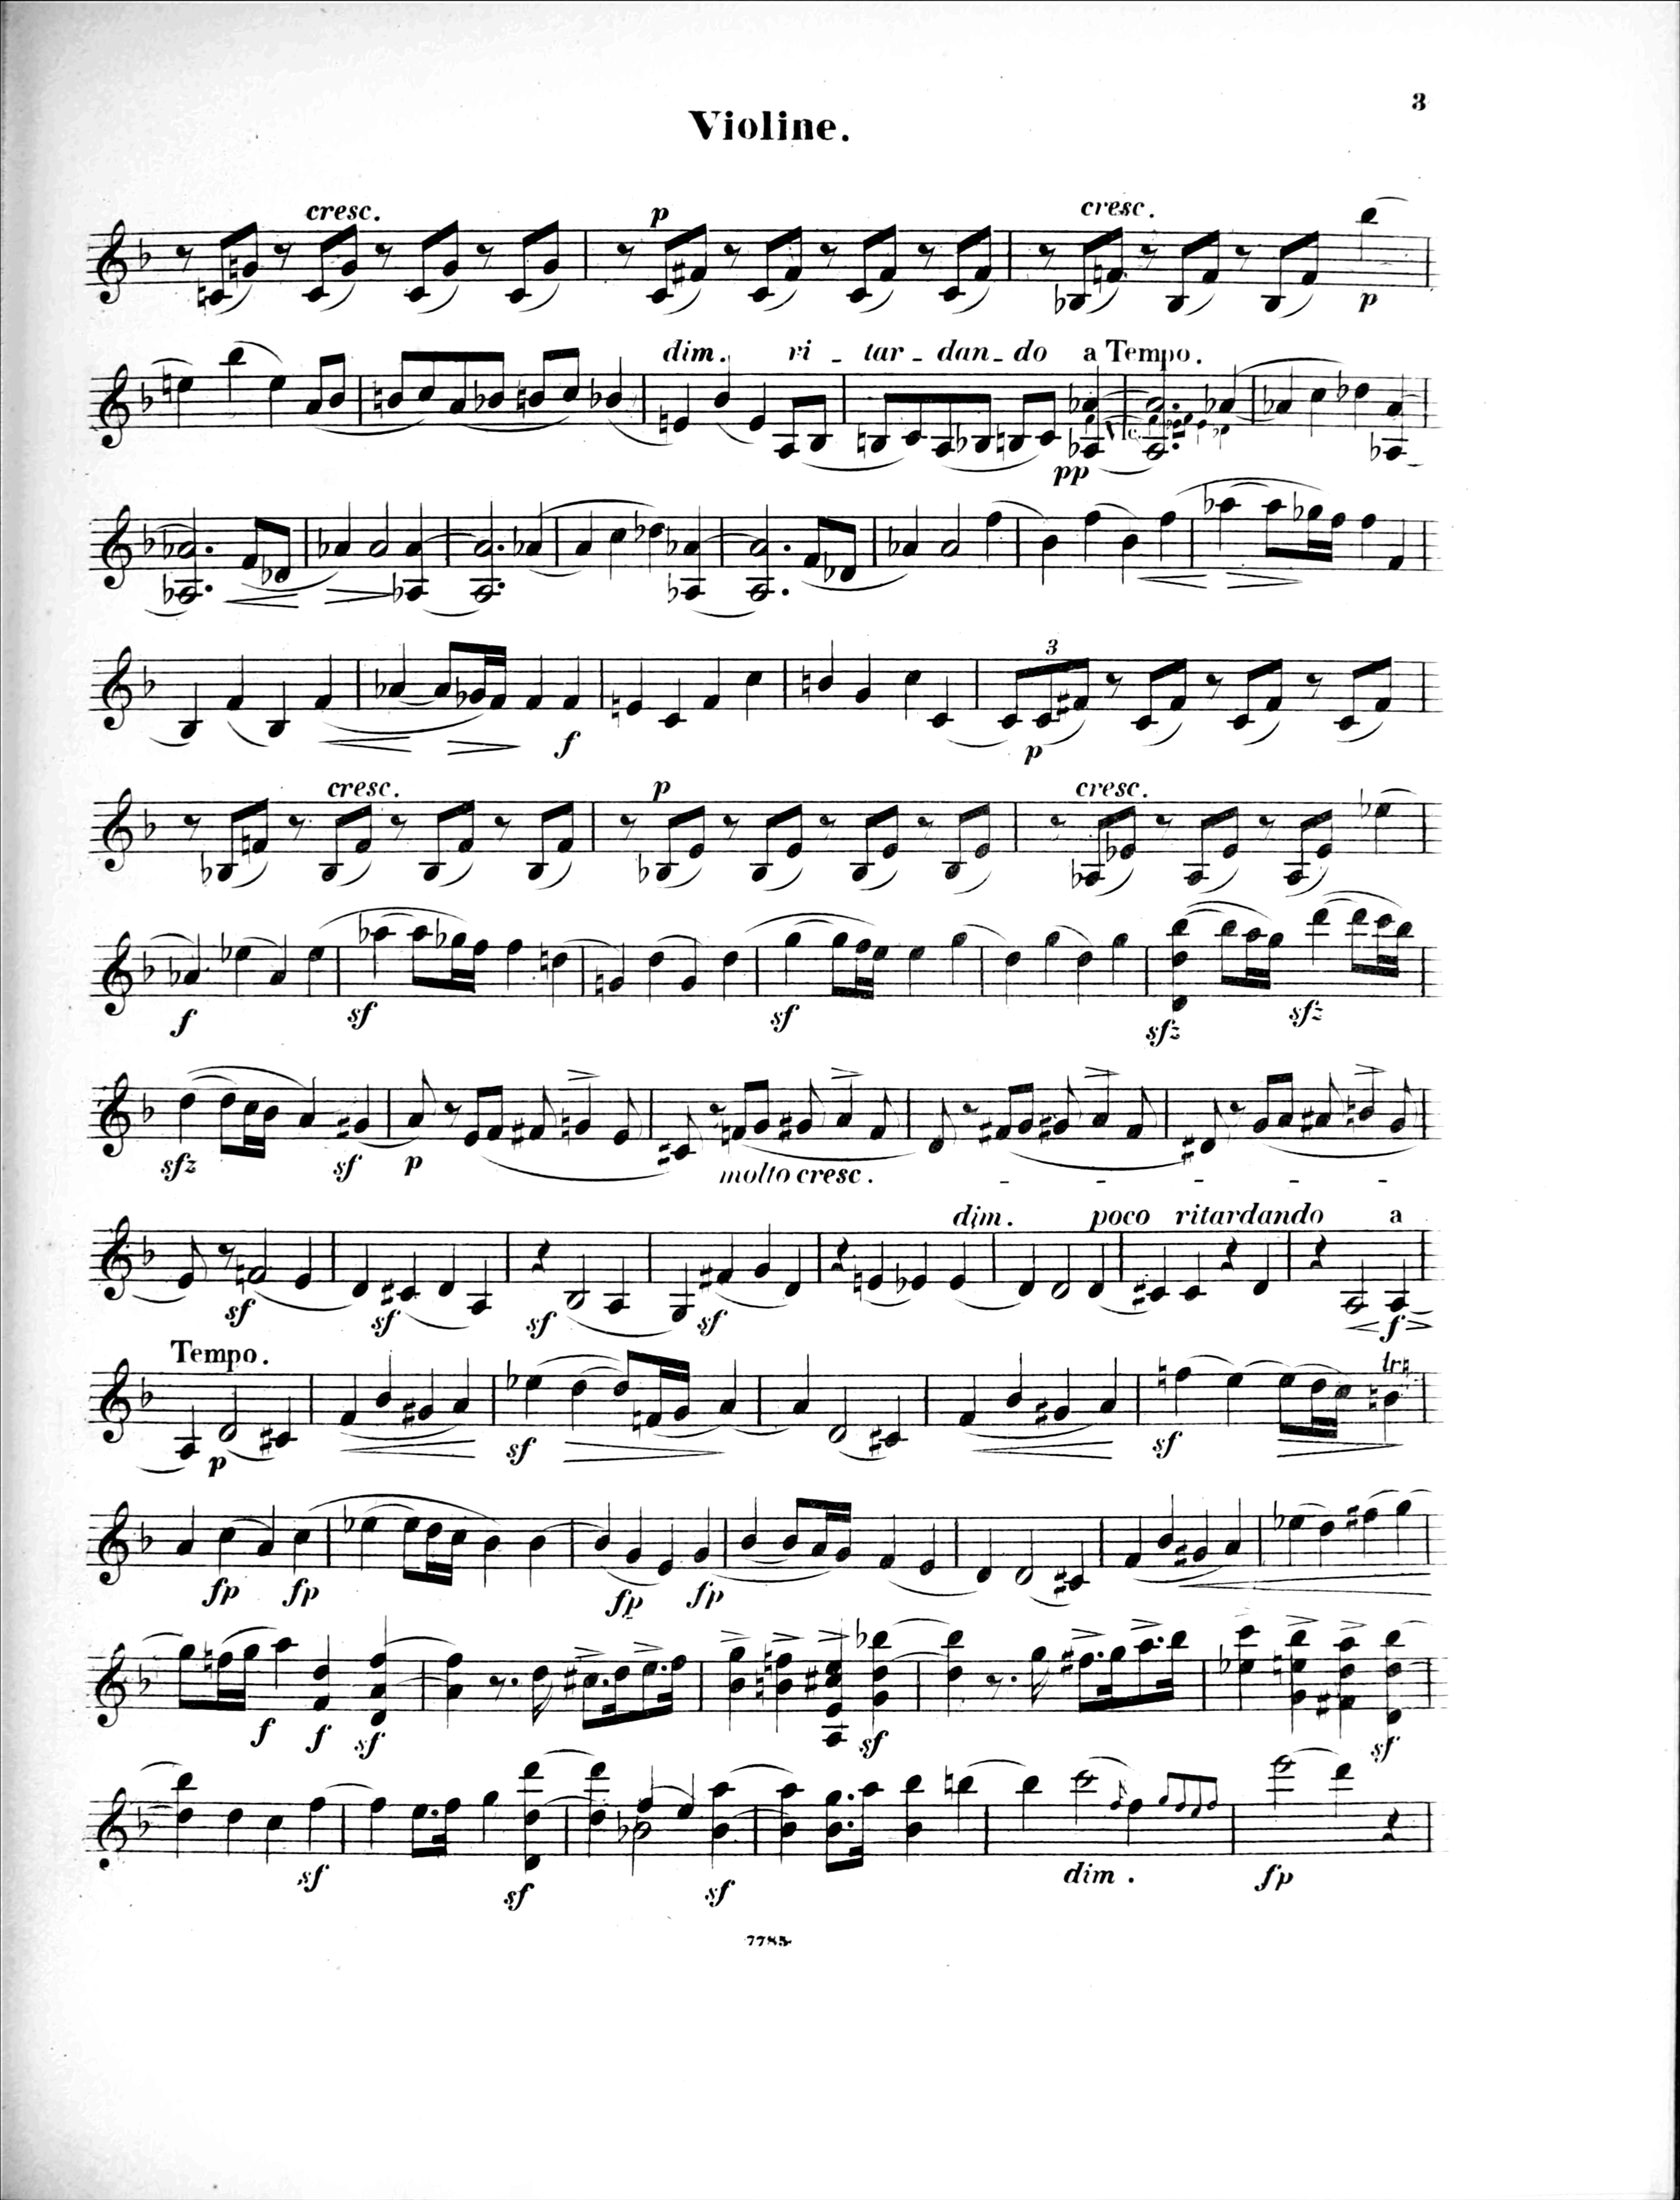 3
Violine.
cresc. p cresc.
p
dim. ri - tar - dan - do a Tempo.
Vlc.
pp
3
f p
cresc. p cresc.
f sf sf sfz sfz
sfz sf p molto cresc. - - - - -
dim. poco ritardando a
sf sf sf sf f
Tempo. tr
p sf sf
fp fp fp fp
f f sf sf sf
sf sf sf dim. fp
7785